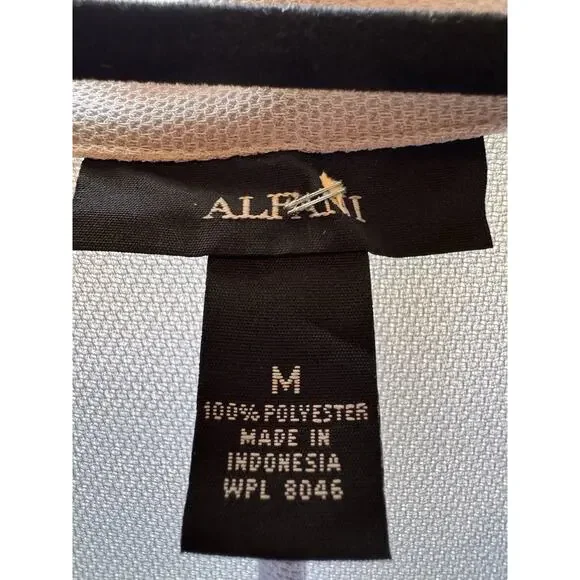 ALFANI
M
100% POLYESTER
MADE IN
INDONESIA
WPL 8046